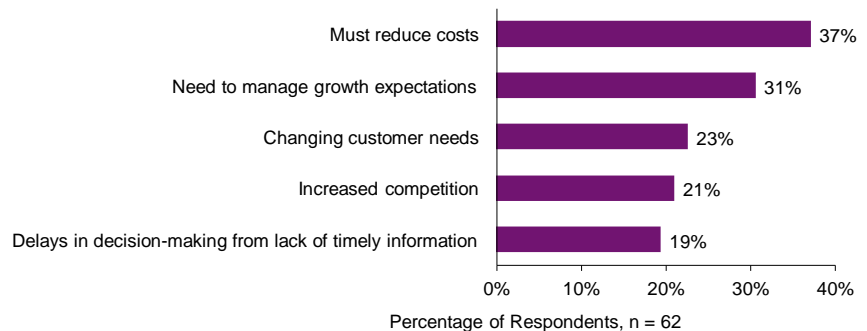 Must reduce costs 37%
Need to manage growth expectations 31%
Changing customer needs 23%
Increased competition 21%
Delays in decision-making from lack of timely information 19%
0% 10% 20% 30% 40%
Percentage of Respondents, n = 62